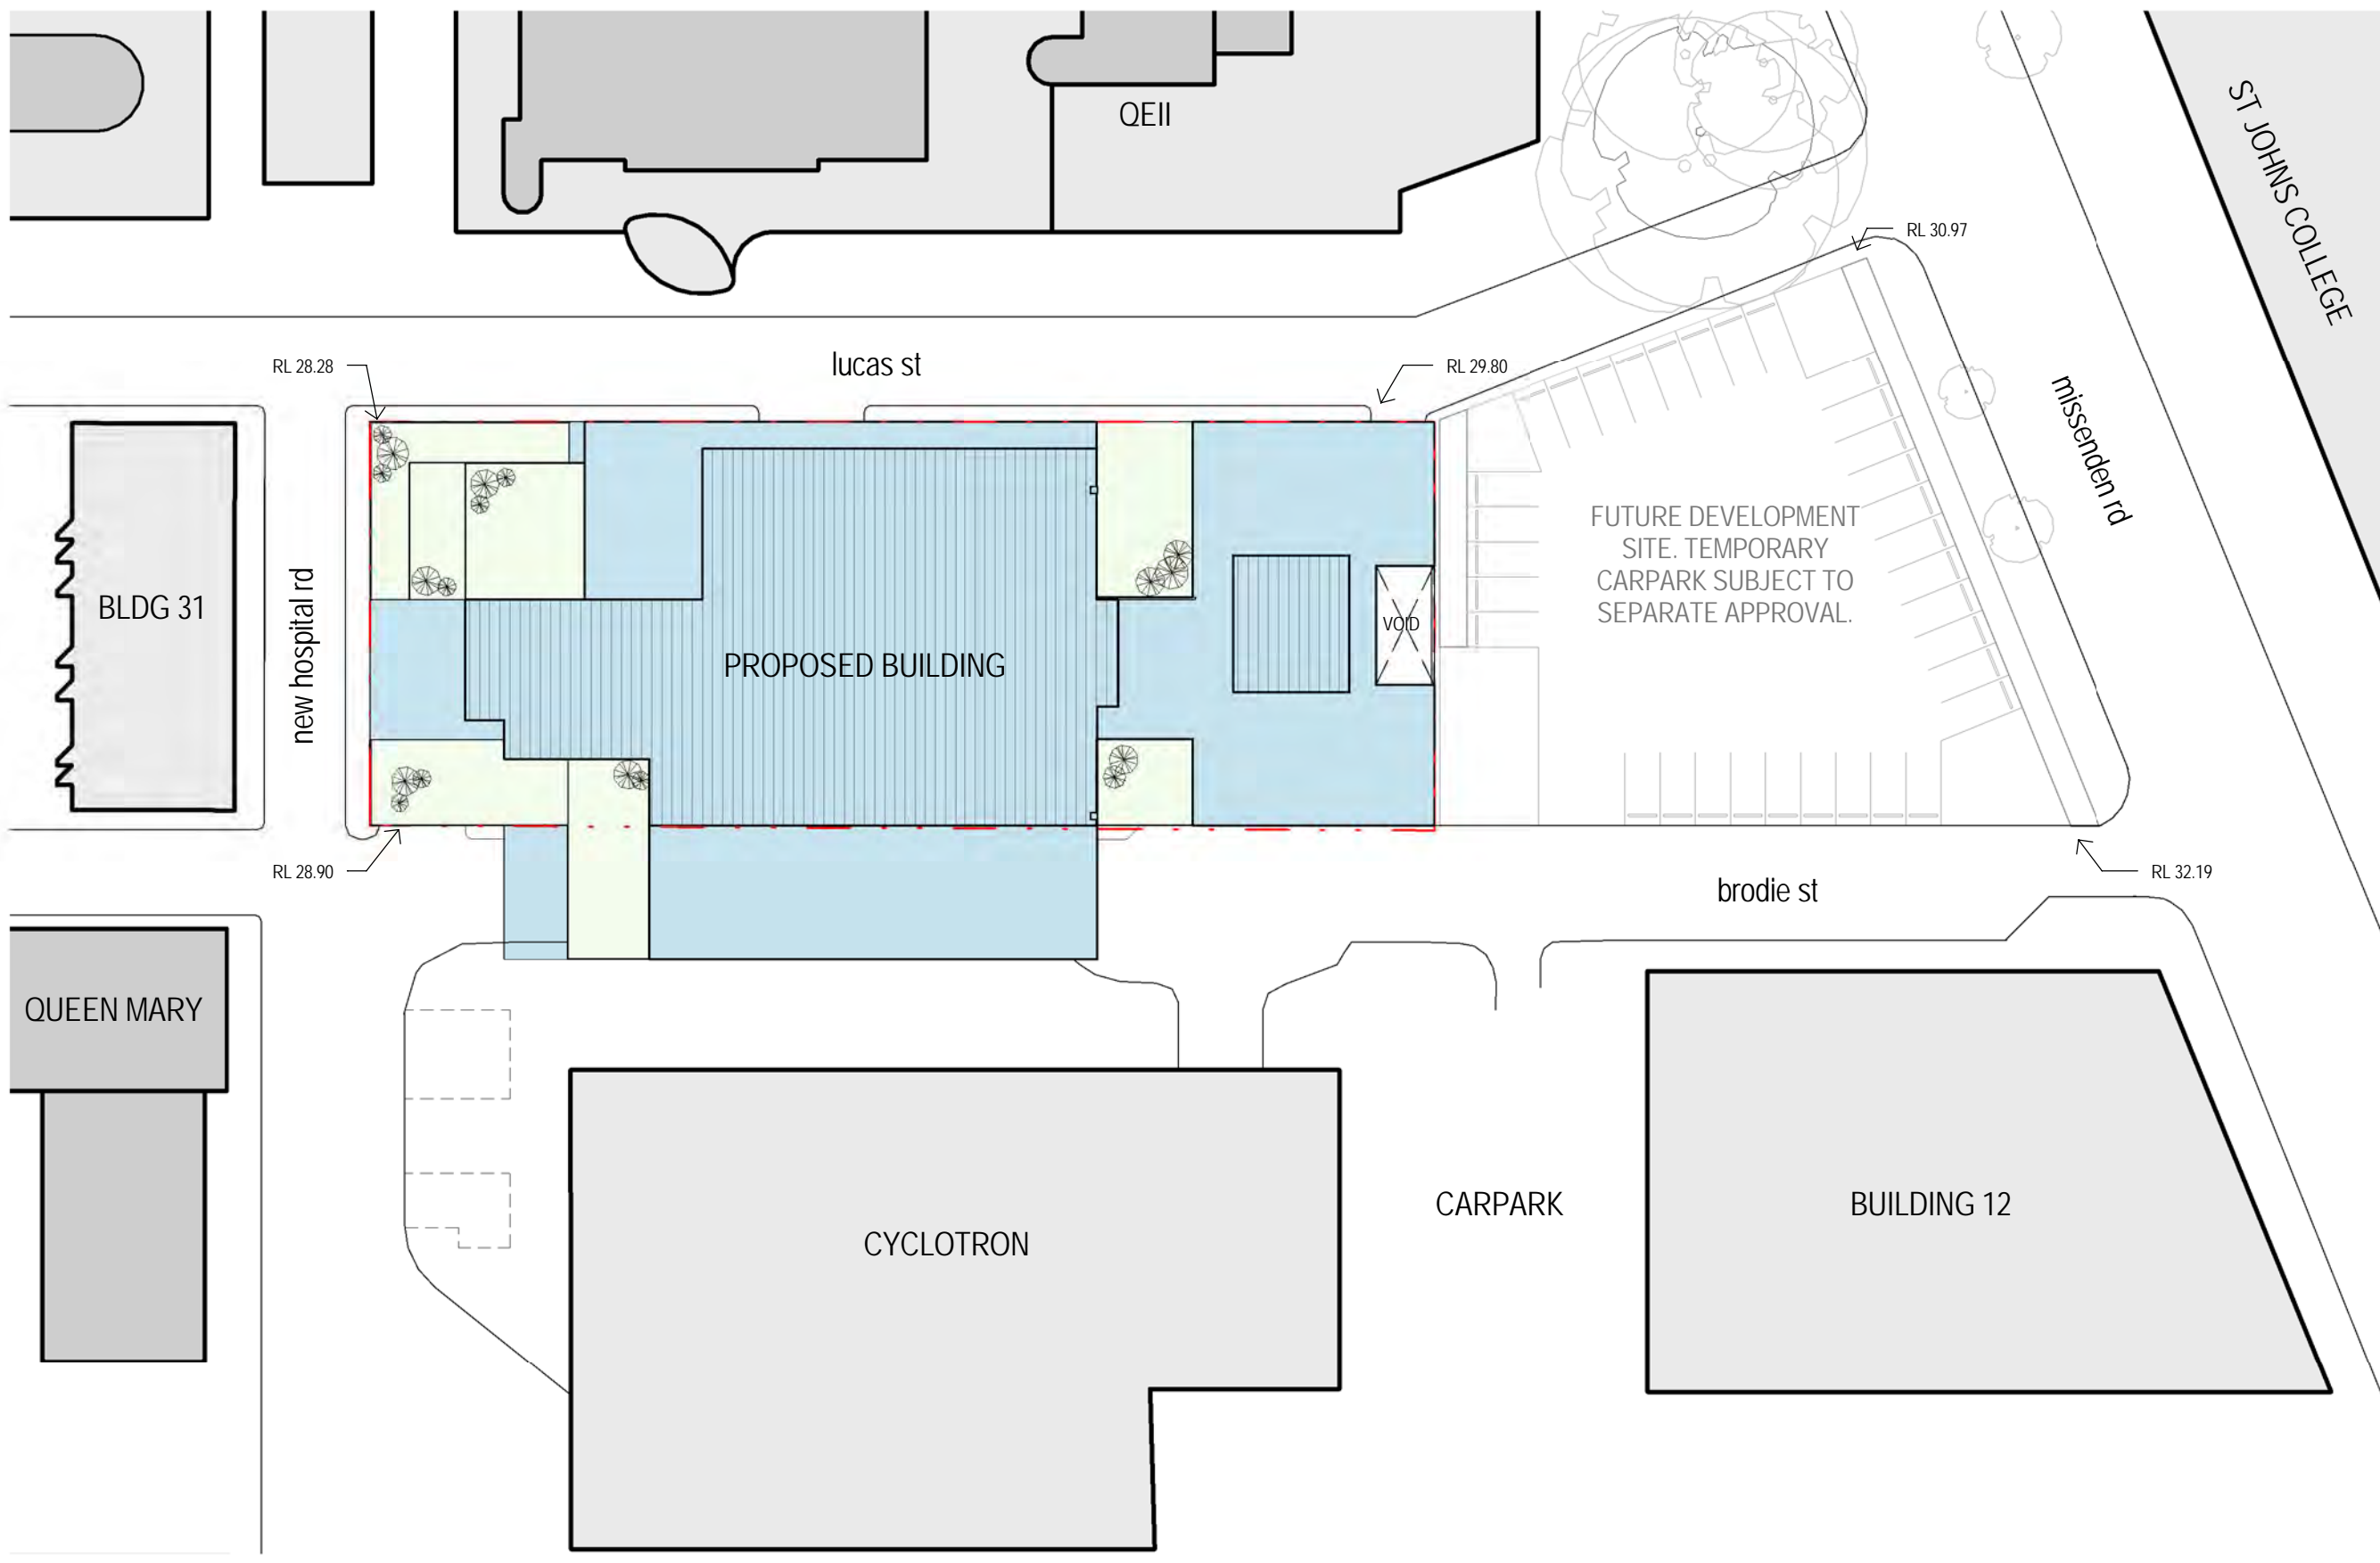 QEII
ST JOHNS COLLEGE
RL 30.97
RL 28.28
lucas st
RL 29.80
missenden rd
FUTURE DEVELOPMENT
SITE. TEMPORARY
CARPARK SUBJECT TO
SEPARATE APPROVAL.
BLDG 31
new hospital rd
VOID
PROPOSED BUILDING
RL 28.90
brodie st
RL 32.19
QUEEN MARY
CYCLOTRON
CARPARK
BUILDING 12